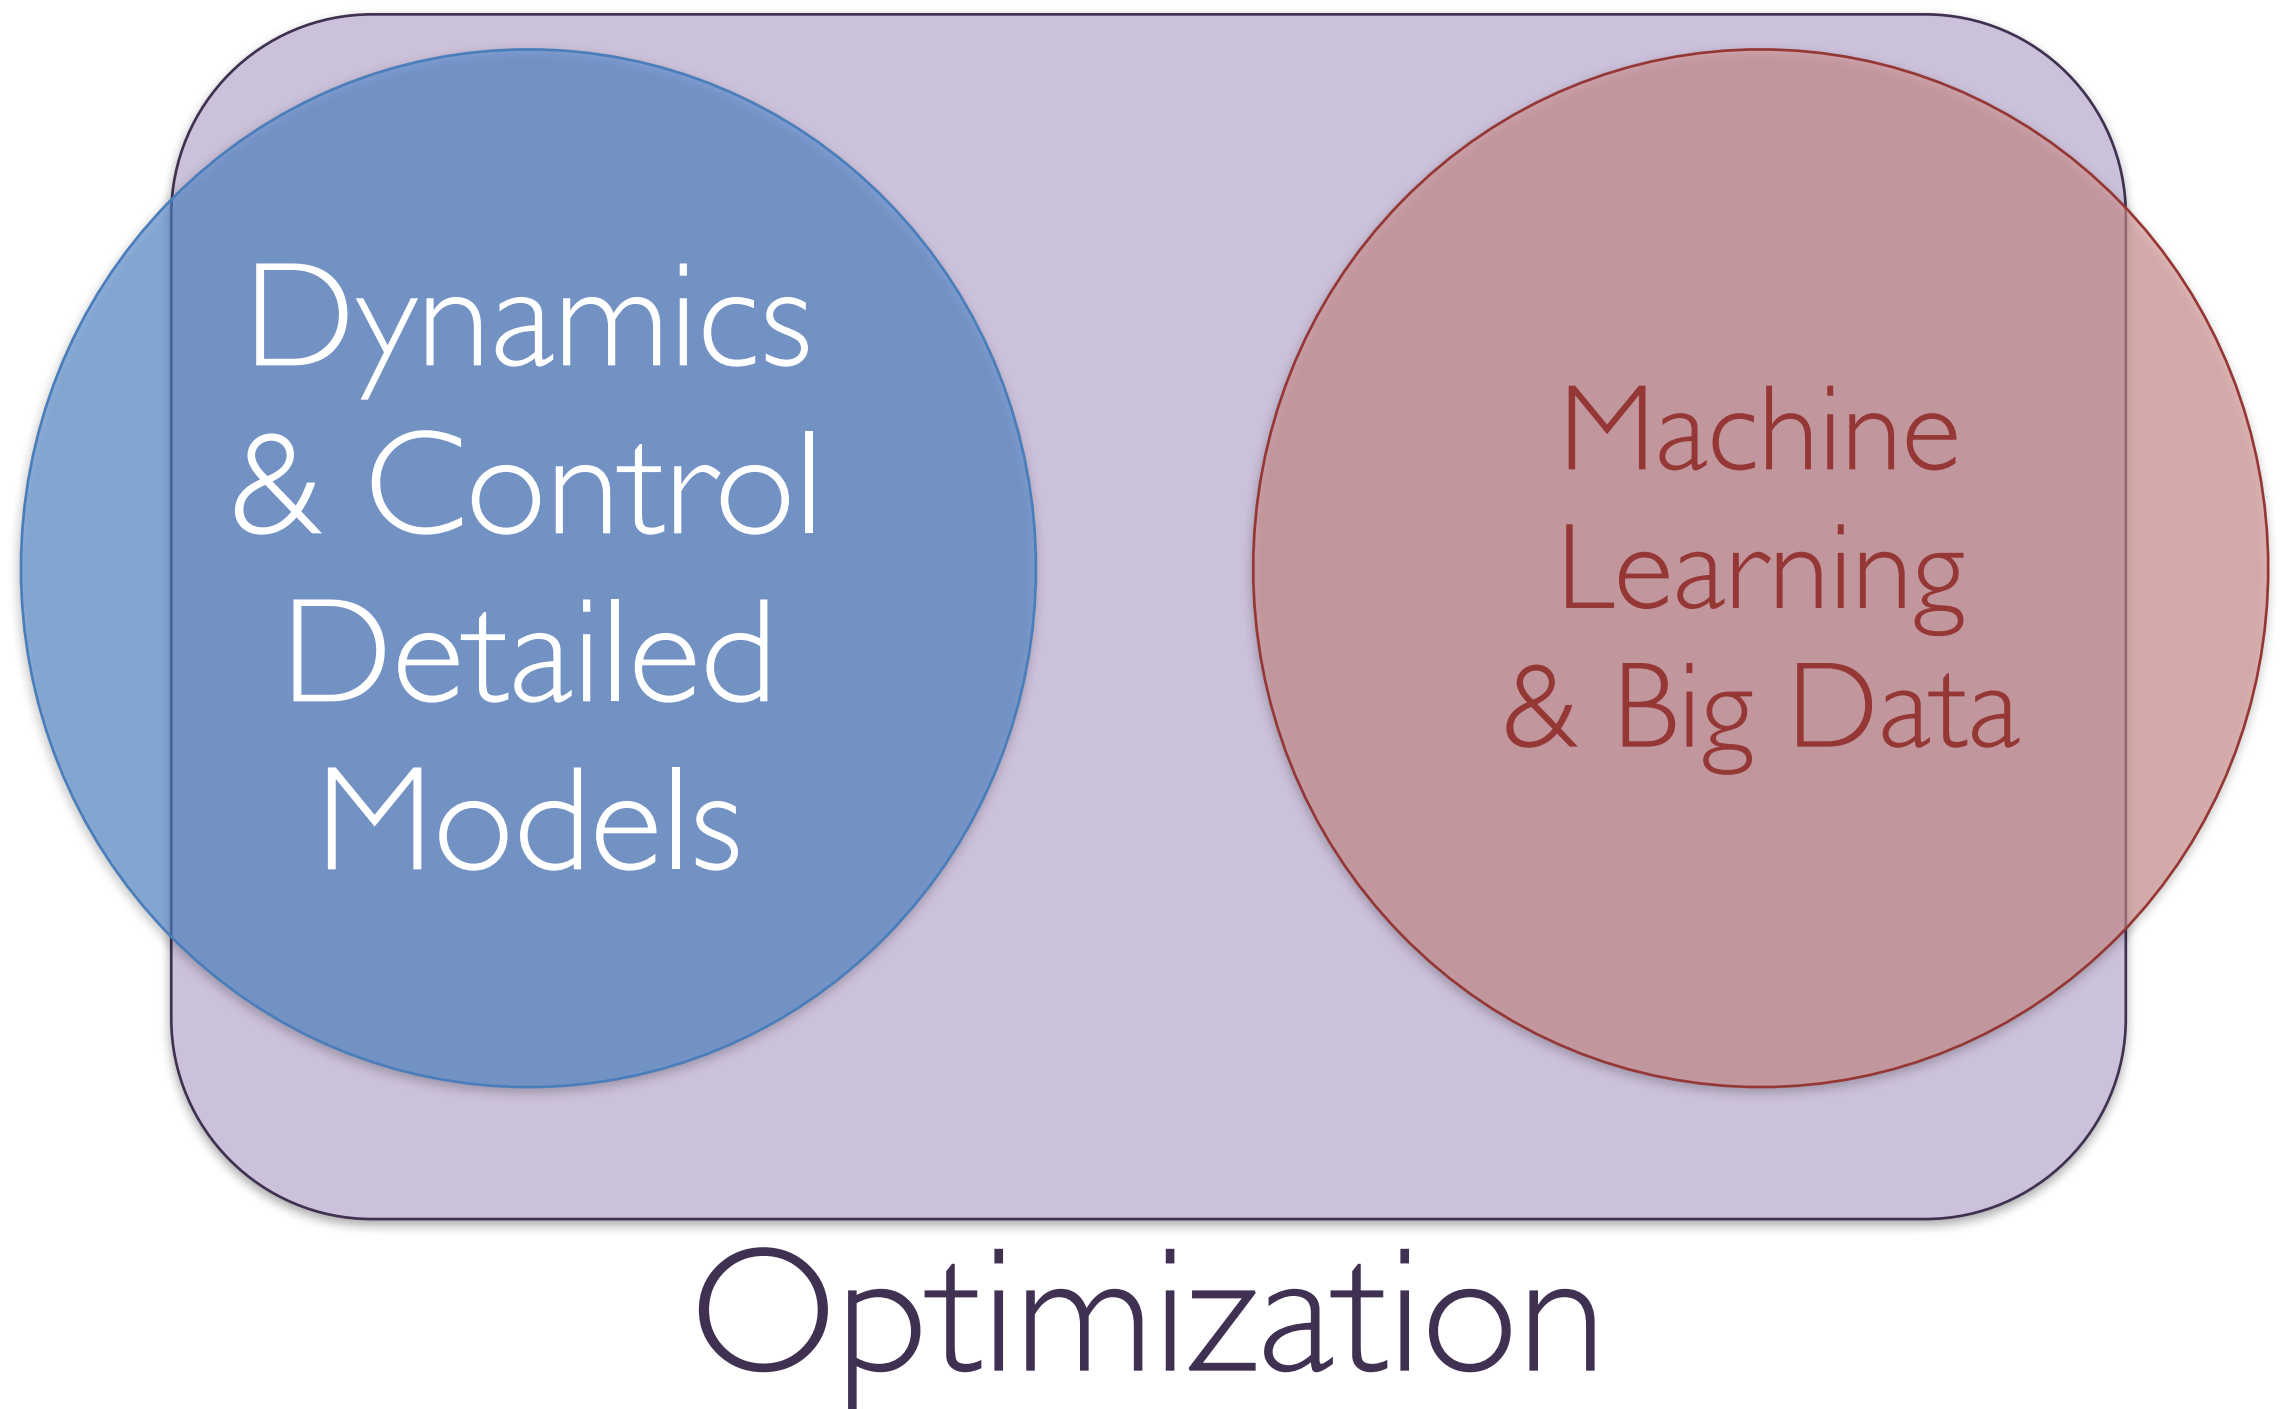 Dynamics
& Control
Detailed
Models
Machine
Learning
& Big Data
Optimization